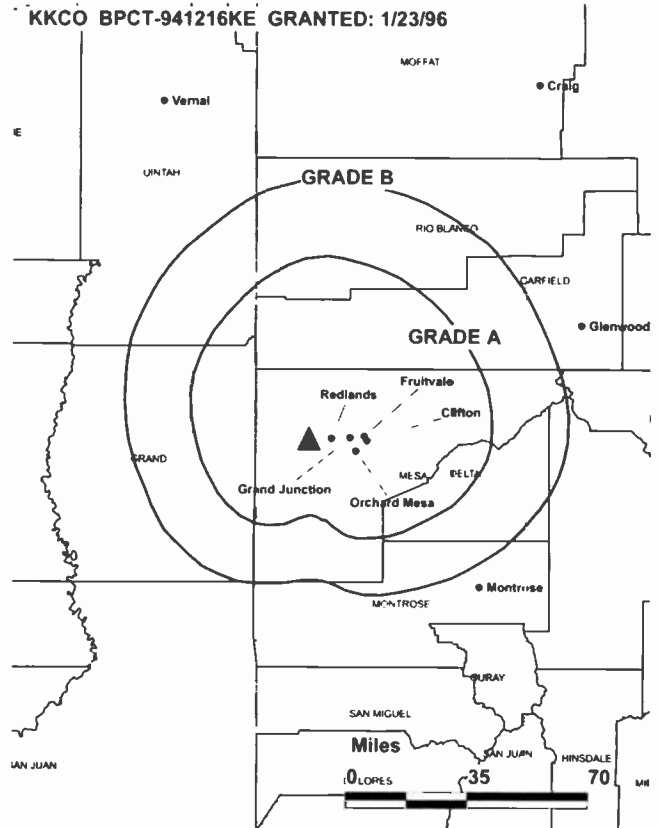 KKCO BPCT-941216KE GRANTED: 1/23/96
MOFFAT
Craig
Vernal
UINTAH
GRADE B
RIO BLANCO
GARFIELD
Glenwood
GRADE A
Fruitvale
Redlands
Clifton
GRAND
MESA
DELTA
Grand Junction
Orchard Mesa
Montrose
MONTROSE
OURAY
SAN MIGUEL
Miles
SAN JUAN
HINSDALE
AN JUAN
0 35 70
LORES